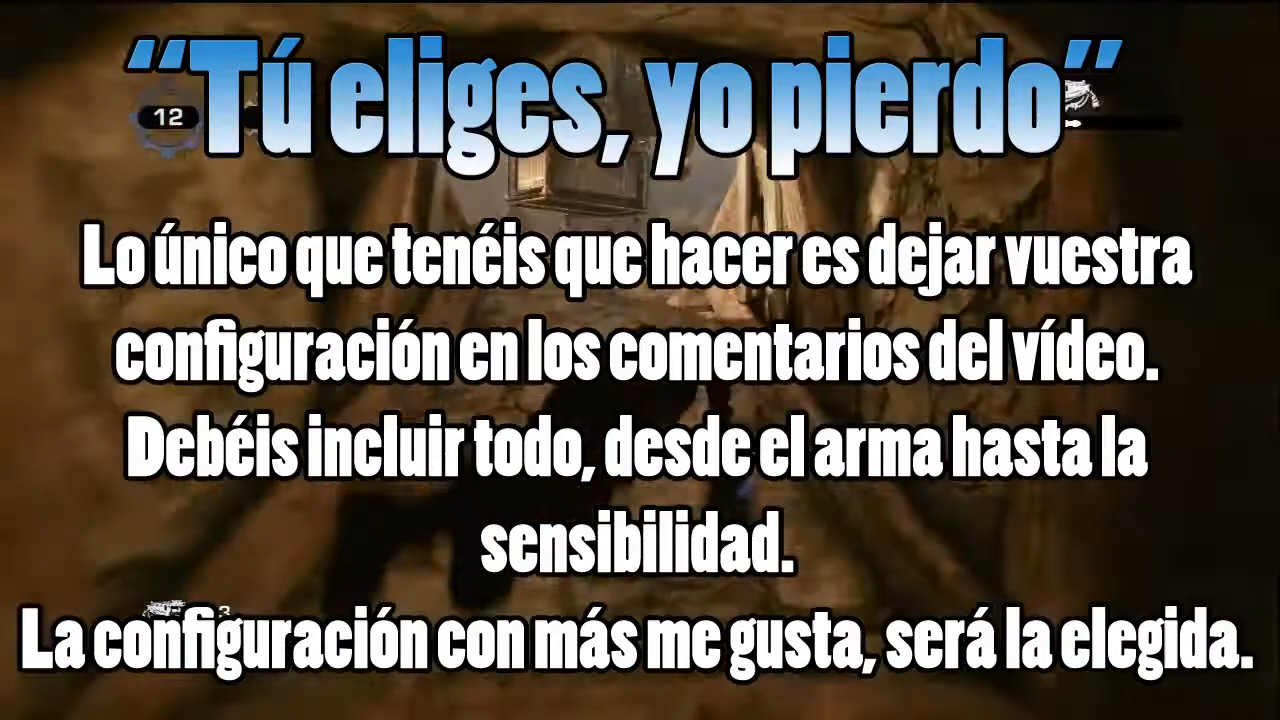 “Tú eliges, yo pierdo”
12
Lo único que tenéis que hacer es dejar vuestra
configuración en los comentarios del vídeo.
Debéis incluir todo, desde el arma hasta la
sensibilidad.
3
La configuración con más me gusta, será la elegida.